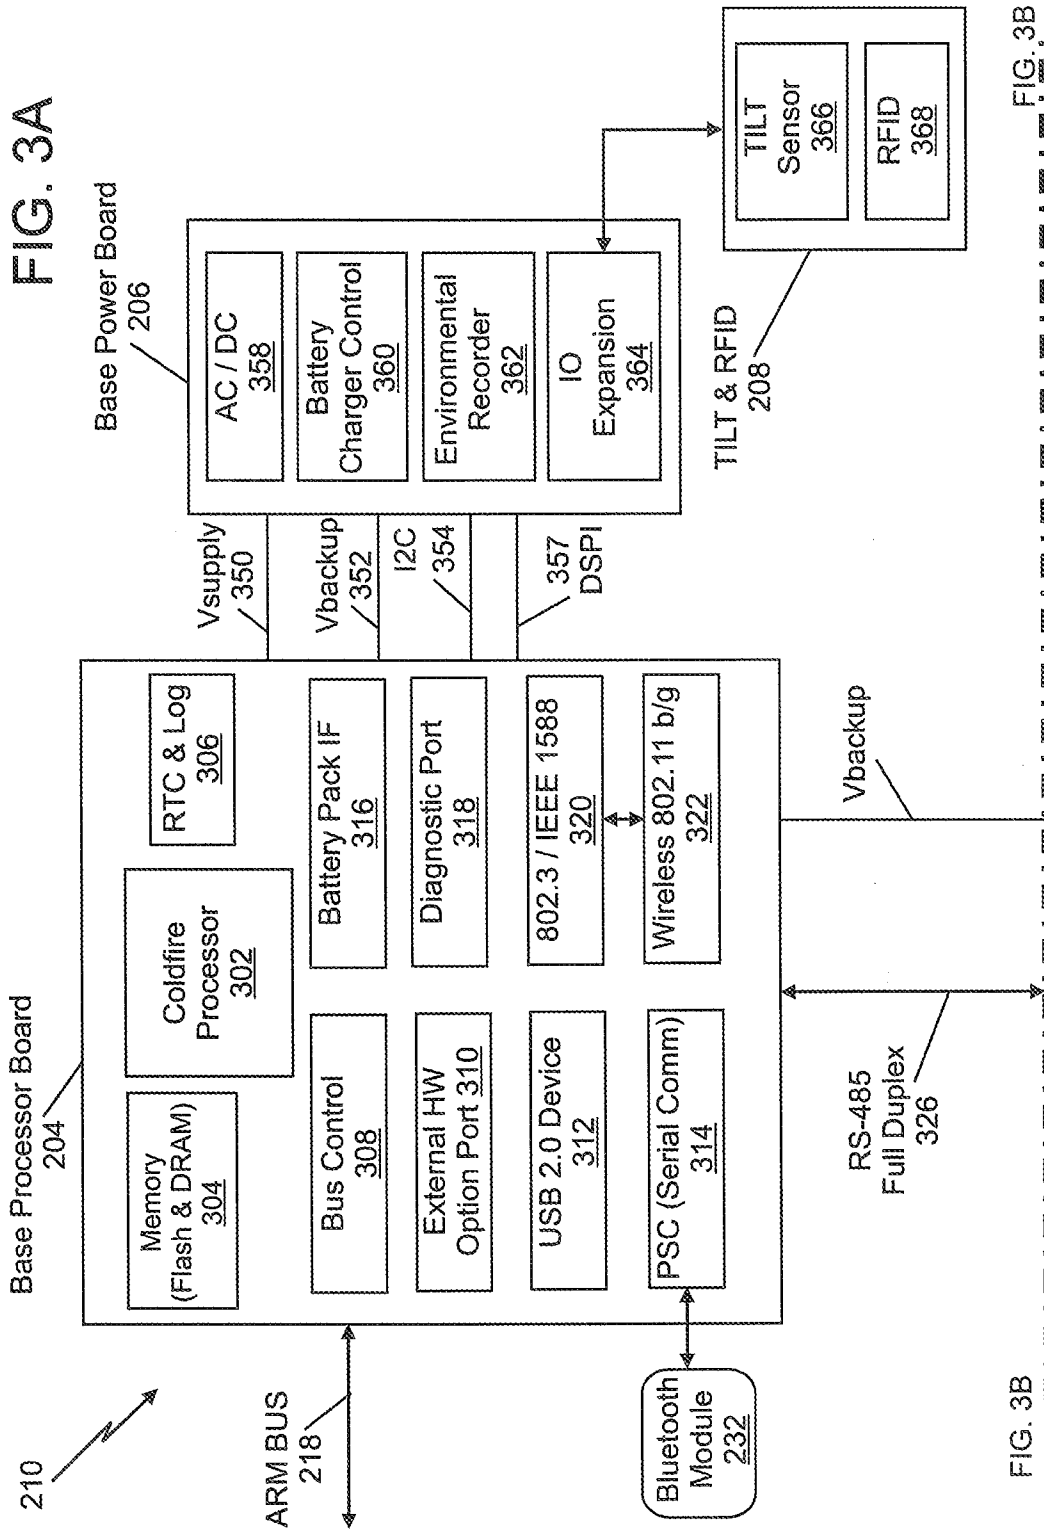 FIG. 3A
210
Base Processor Board
204
Memory
(Flash & DRAM)
304
Coldfire
Processor
302
RTC & Log
306
Bus Control
308
Battery Pack IF
316
External HW
Option Port 310
Diagnostic Port
318
USB 2.0 Device
312
802.3 / IEEE 1588
320
PSC (Serial Comm)
314
Wireless 802.11 b/g
322
ARM BUS
218
Bluetooth
Module
232
Vsupply
350
Vbackup
352
I2C
354
357
DSPI
Base Power Board
206
AC / DC
358
Battery
Charger Control
360
Environmental
Recorder
362
IO
Expansion
364
TILT & RFID
208
TILT
Sensor
366
RFID
368
RS-485
Full Duplex
326
Vbackup
FIG. 3B
FIG. 3B